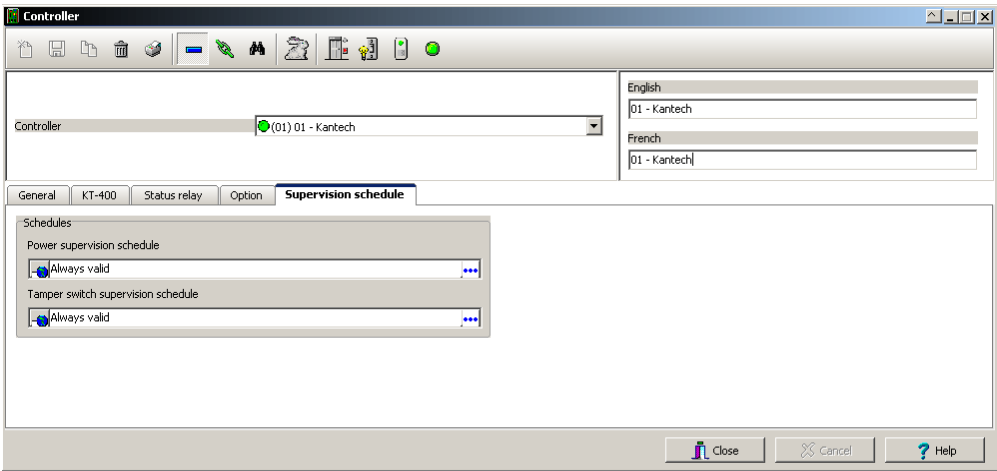 Controller
English
01 - Kantech
Controller
(01) 01 - Kantech
French
01 - Kantech
General
KT-400
Status relay
Option
Supervision schedule
Schedules
Power supervision schedule
Always valid
Tamper switch supervision schedule
Always valid
Close
Cancel
Help